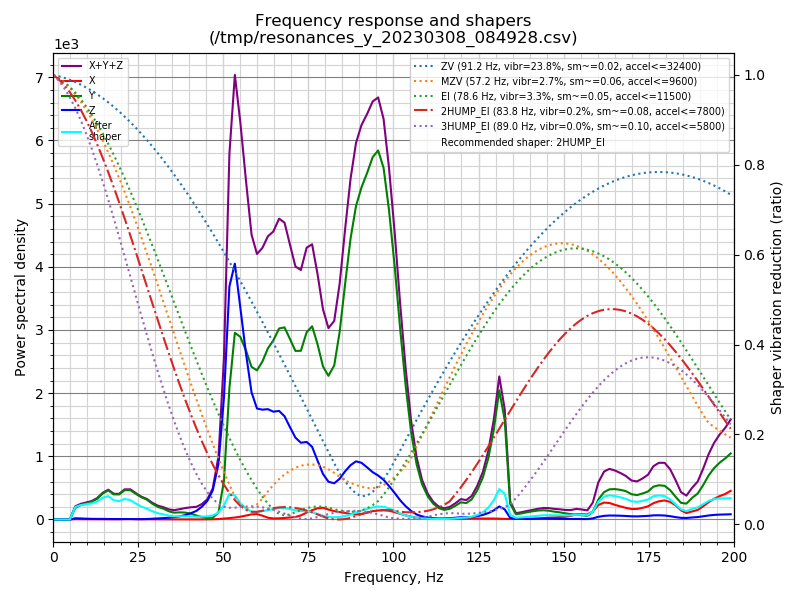 Frequency response and shapers
(/tmp/resonances_y_20230308_084928.csv)
1e3
X+Y+Z
X
Y
Z
After
shaper
ZV (91.2 Hz, vibr=23.8%, sm~=0.02, accel<=32400)
MZV (57.2 Hz, vibr=2.7%, sm~=0.06, accel<=9600)
EI (78.6 Hz, vibr=3.3%, sm~=0.05, accel<=11500)
2HUMP_EI (83.8 Hz, vibr=0.2%, sm~=0.08, accel<=7800)
3HUMP_EI (89.0 Hz, vibr=0.0%, sm~=0.10, accel<=5800)
Recommended shaper: 2HUMP_EI
Power spectral density
7
6
5
4
3
2
1
0
1.0
0.8
0.6
0.4
0.2
0.0
Shaper vibration reduction (ratio)
0 25 50 75 100 125 150 175 200
Frequency, Hz